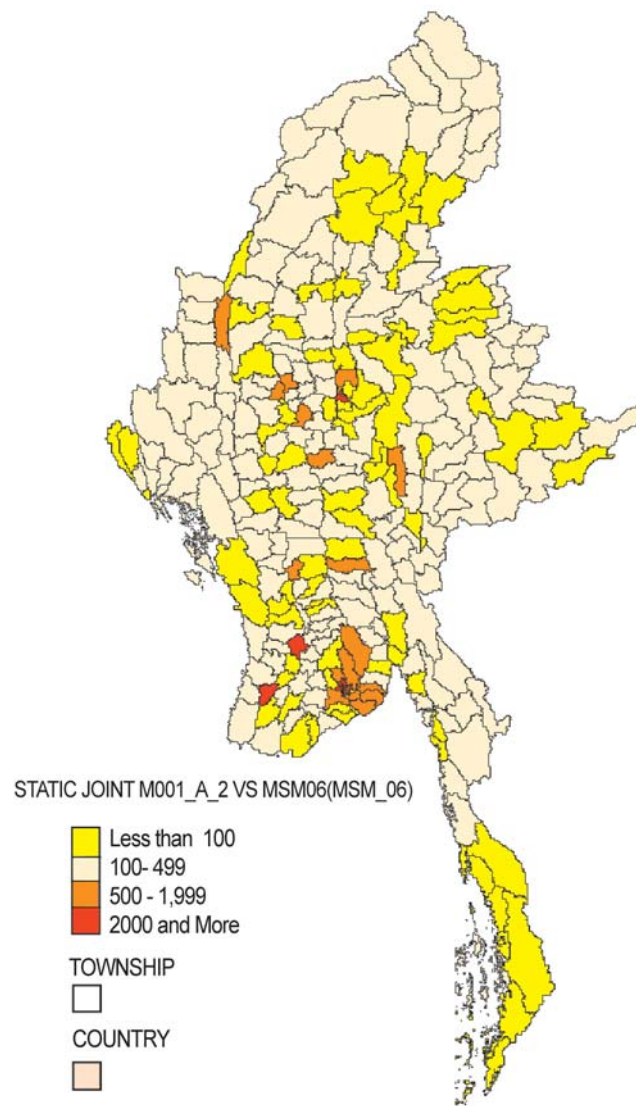 STATIC JOINT M001_A_2 VS MSM06(MSM_06)
Less than 100
100- 499
500 - 1,999
2000 and More
TOWNSHIP
COUNTRY